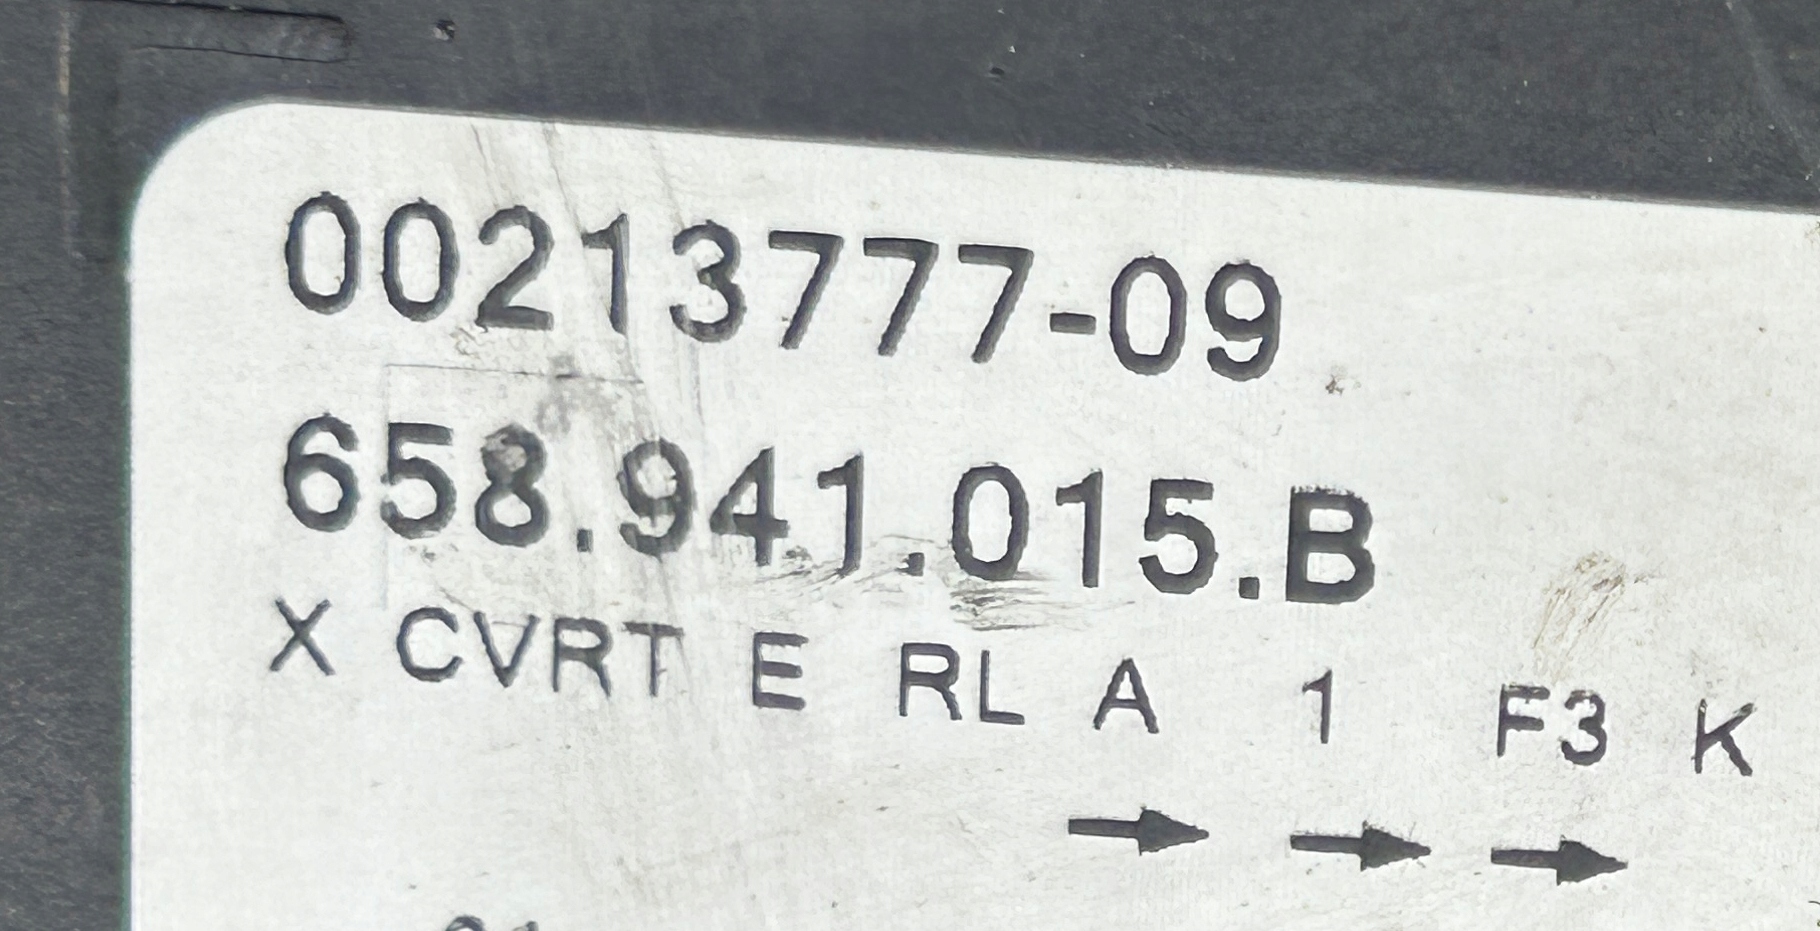 00213777-09
658.941.015.B
X CVRT E RL A 1 F3 K
→ → →